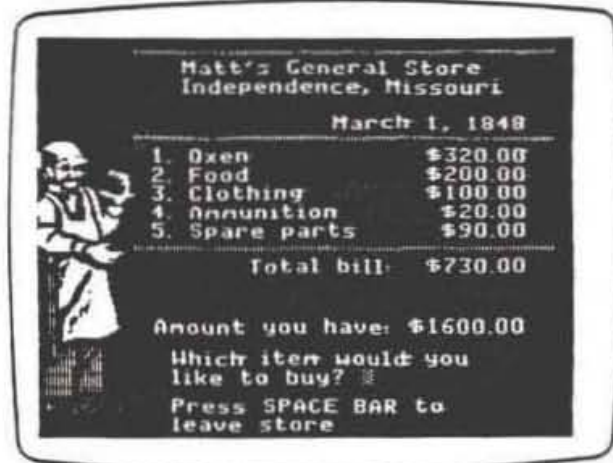 Matt's General Store
Independence, Missouri
March 1, 1848
1. Oxen $320.00
2. Food $200.00
3. Clothing $100.00
4. Ammunition $20.00
5. Spare parts $90.00
Total bill: $730.00
Amount you have: $1600.00
Which item would you
like to buy?
Press SPACE BAR to
leave store